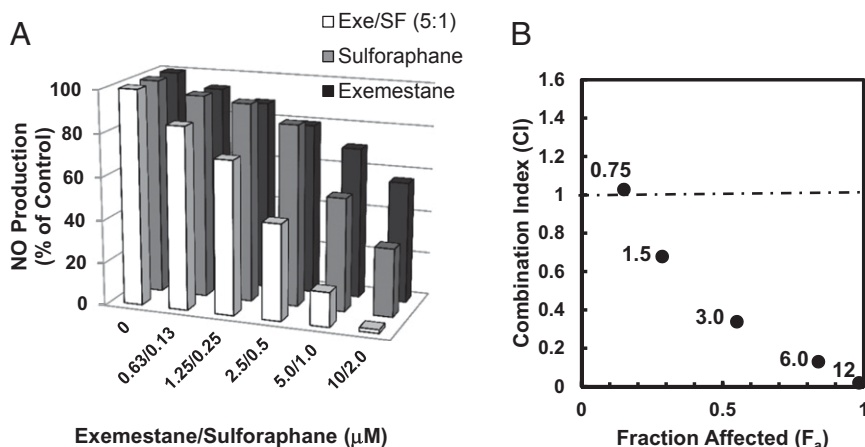 A
Exe/SF (5:1)
Sulforaphane
Exemestane
NO Production
(% of Control)
100
80
60
40
20
0
0
0.63/0.13
1.25/0.25
2.5/0.5
5.0/1.0
10/2.0
Exemestane/Sulforaphane (μM)
B
Combination Index (CI)
1.6
1.4
1.2
1
0.8
0.6
0.4
0.2
0
0.75
1.5
3.0
6.0
12
0
0.5
1
Fraction Affected (Fₐ)